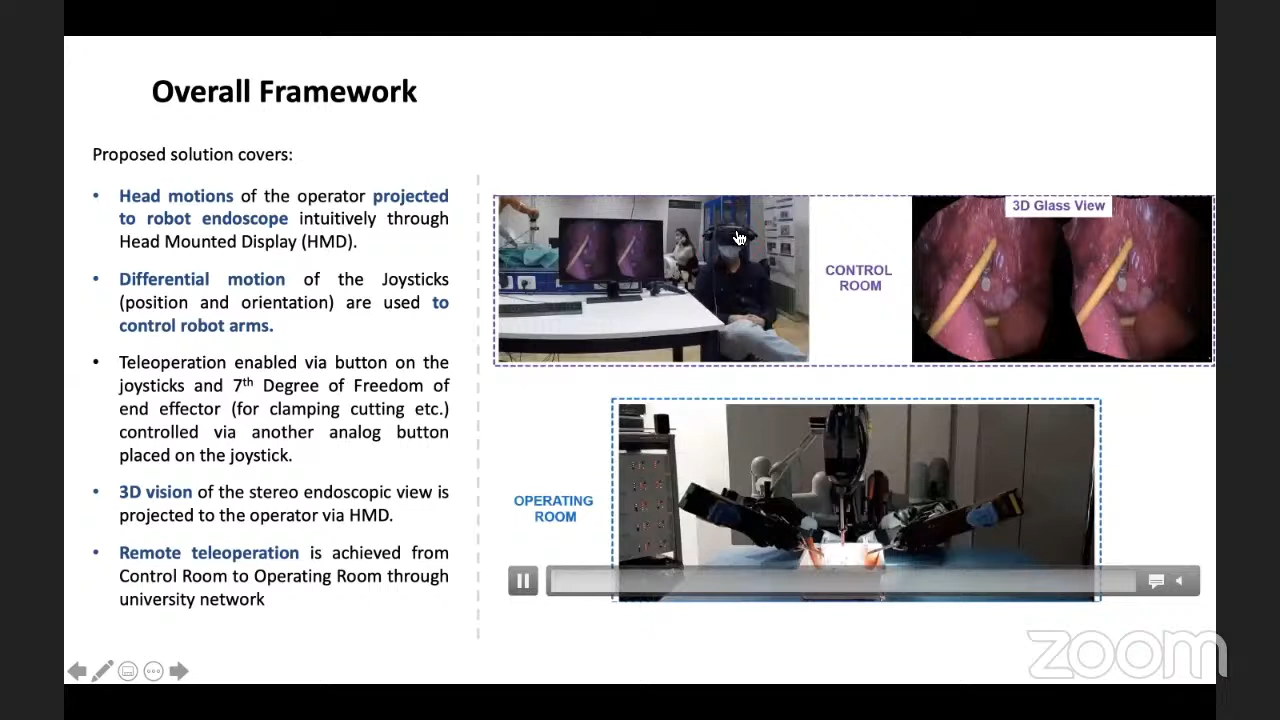 Overall Framework
Proposed solution covers:
• Head motions of the operator projected
to robot endoscope intuitively through
Head Mounted Display (HMD).
• Differential motion of the Joysticks
(position and orientation) are used to
control robot arms.
• Teleoperation enabled via button on the
joysticks and 7th Degree of Freedom of
end effector (for clamping cutting etc.)
controlled via another analog button
placed on the joystick.
• 3D vision of the stereo endoscopic view is
projected to the operator via HMD.
• Remote teleoperation is achieved from
Control Room to Operating Room through
university network
3D Glass View
CONTROL
ROOM
OPERATING
ROOM
zoom